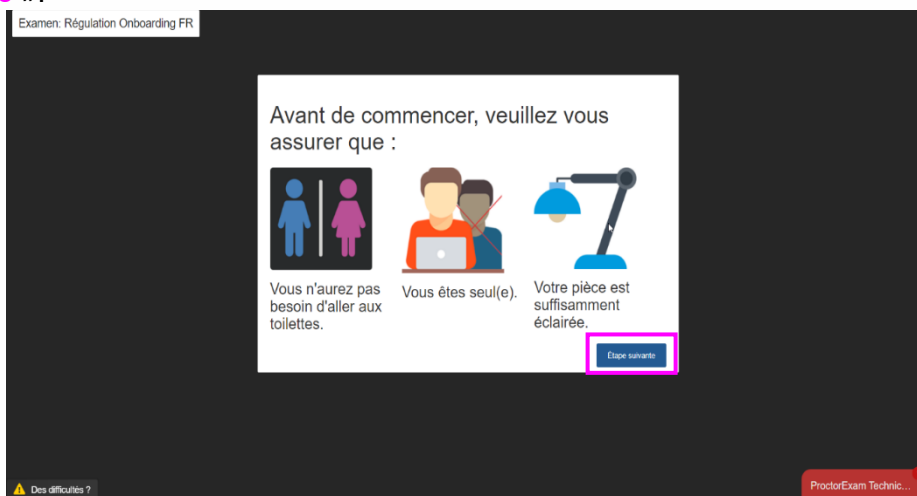 Examen: Régulation Onboarding FR
Avant de commencer, veuillez vous
assurer que :
Vous n'aurez pas
besoin d'aller aux
toilettes.
Vous êtes seul(e).
Votre pièce est
suffisamment
éclairée.
Étape suivante
Des difficultés ?
ProctorExam Technic...